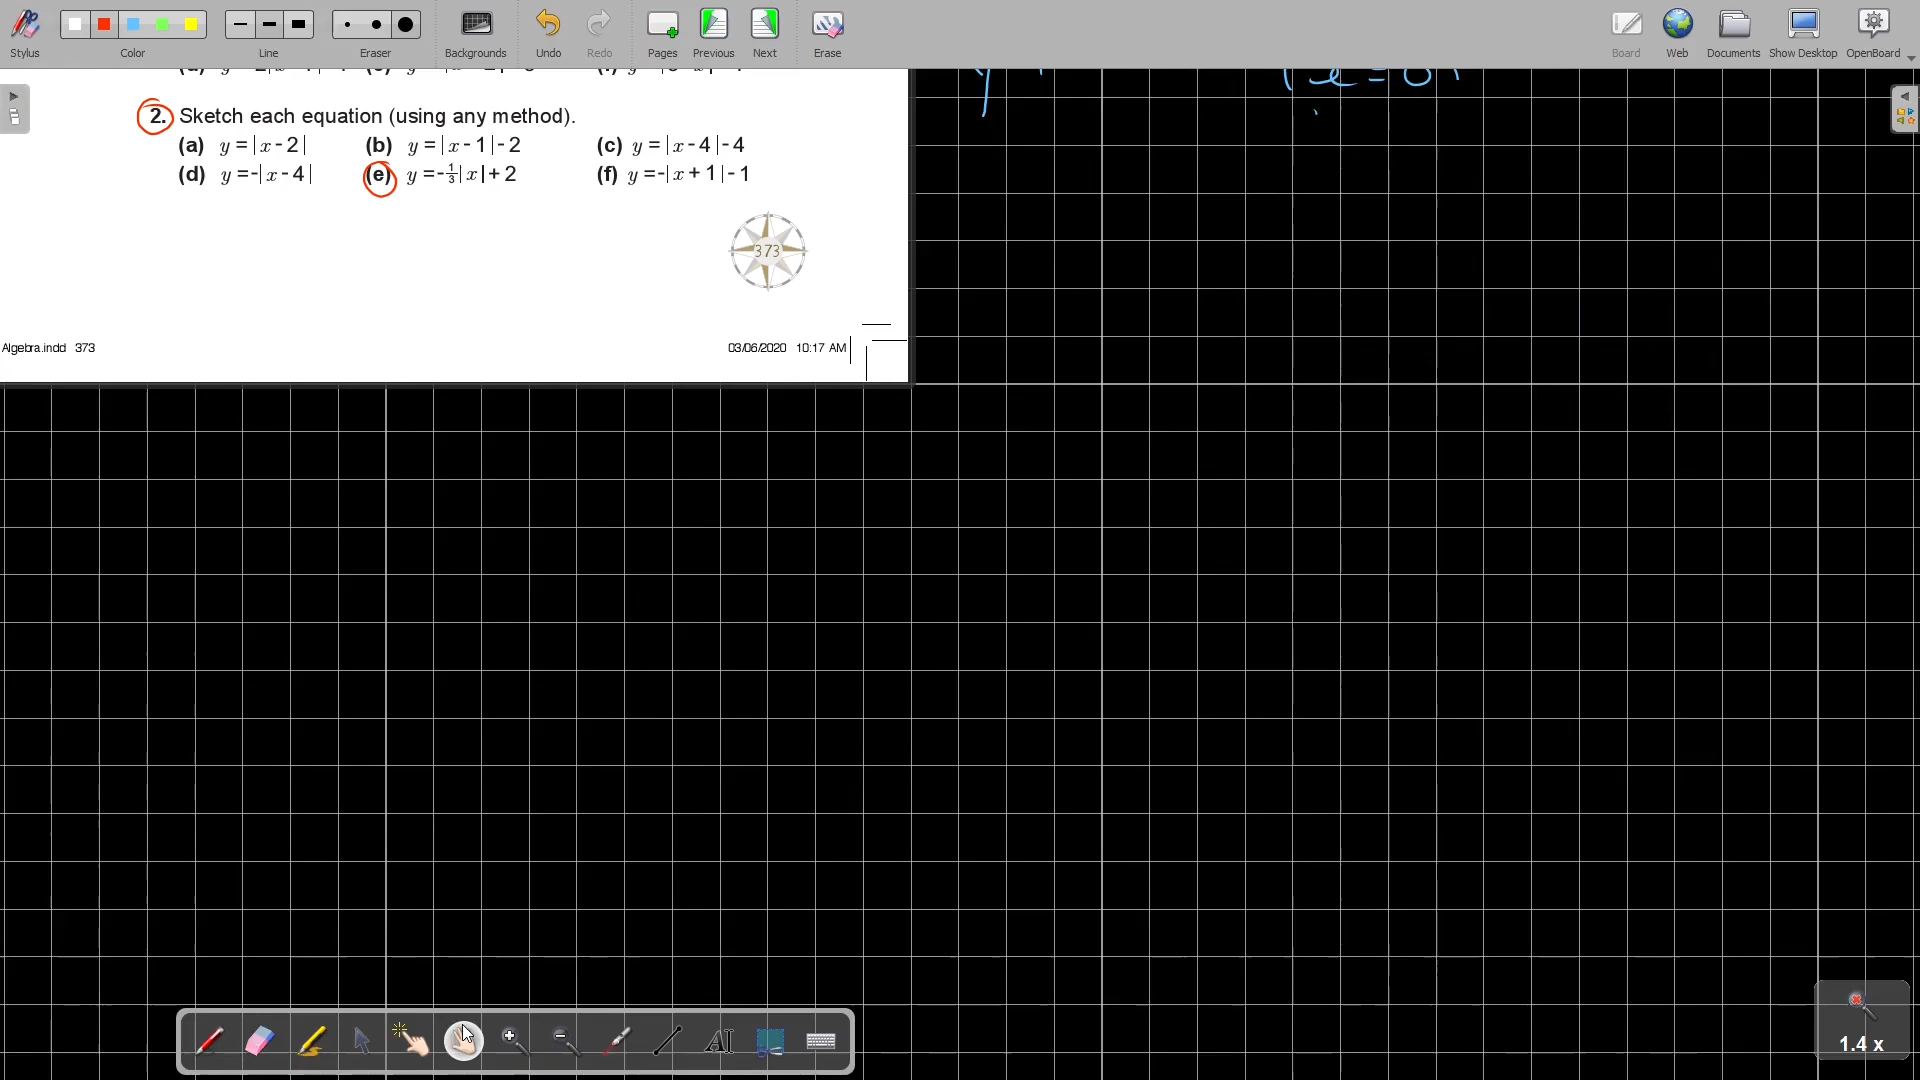 Stylus Color Line Eraser Backgrounds Undo Redo Pages Previous Next Erase Board Web Documents Show Desktop OpenBoard
2. Sketch each equation (using any method).
(a) y = |x - 2| (b) y = |x - 1| - 2 (c) y = |x - 4| - 4
(d) y = -|x - 4| (e) y = -⅓|x| + 2 (f) y = -|x + 1| - 1
373
Algebra.indd 373 03/06/2020 10:17 AM
AI
1.4 x